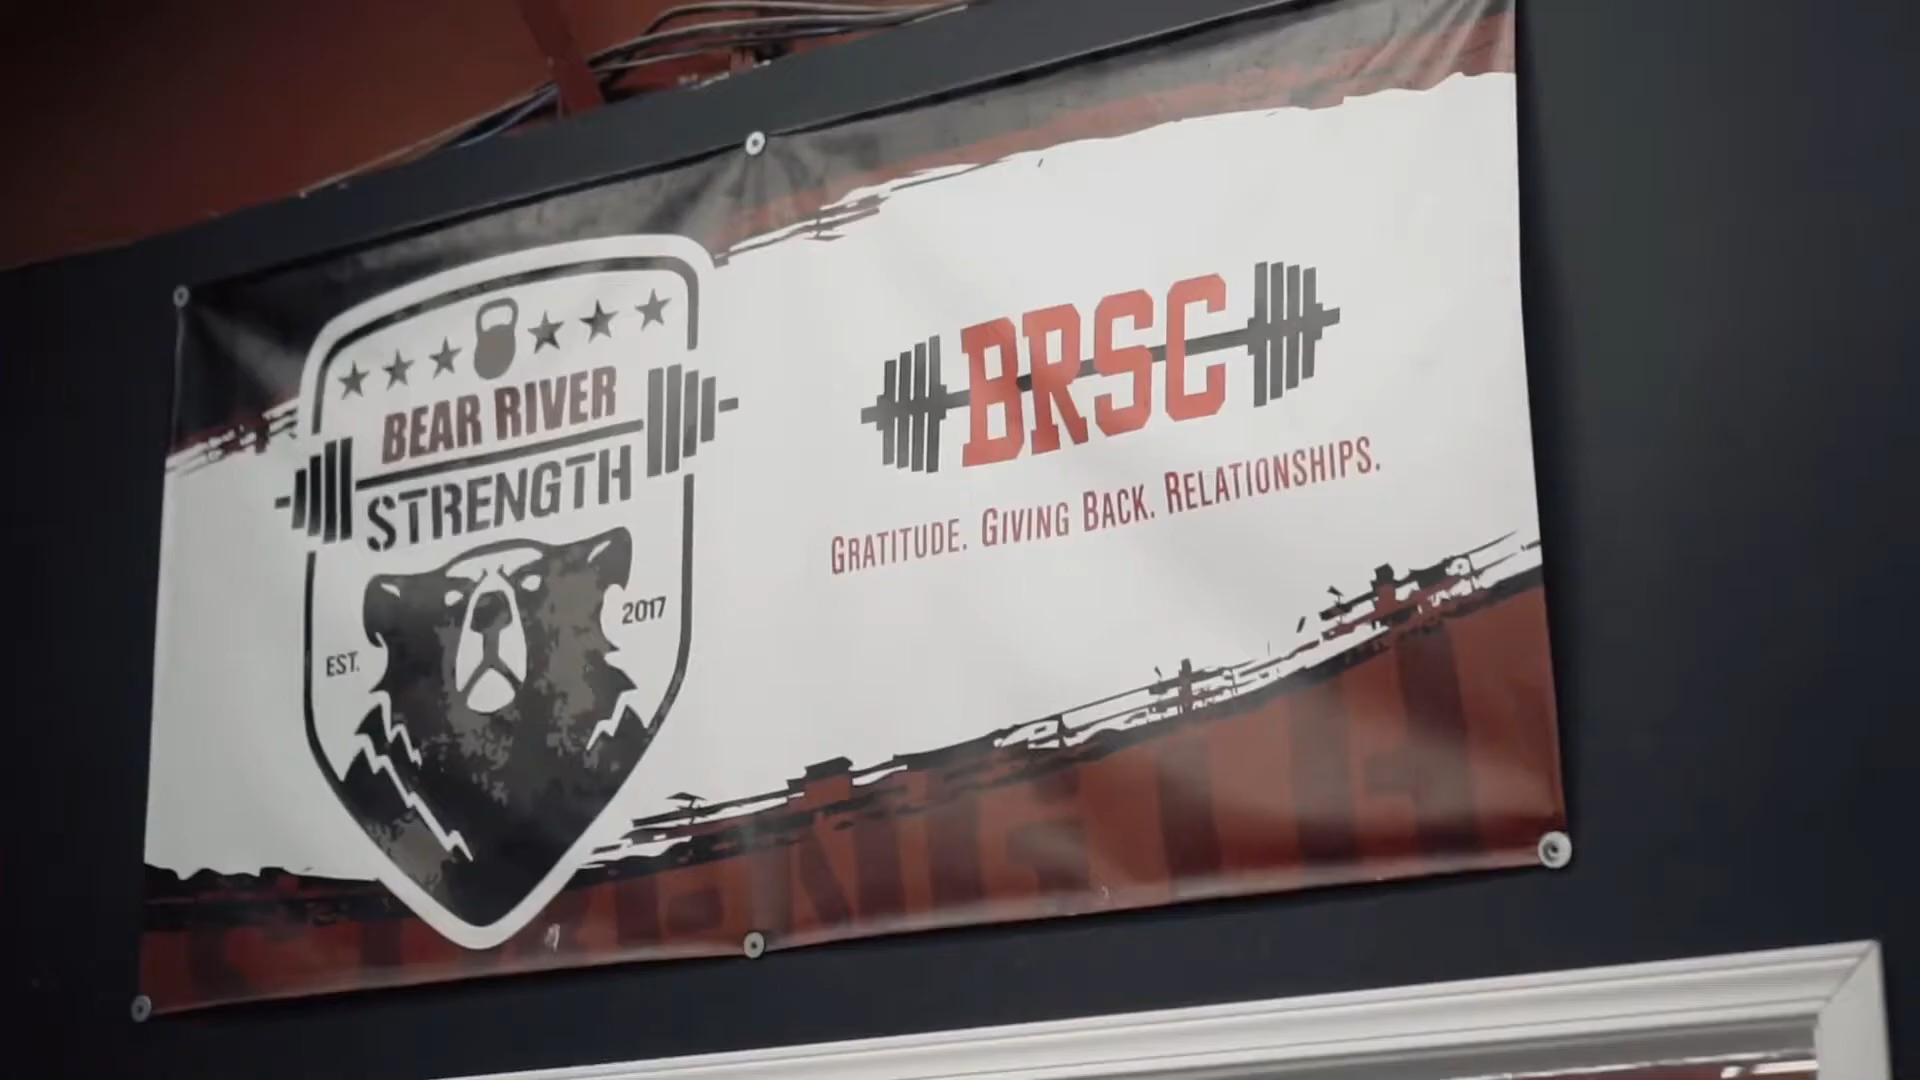 BEAR RIVER
STRENGTH
EST.
2017
BRSC
GRATITUDE. GIVING BACK. RELATIONSHIPS.